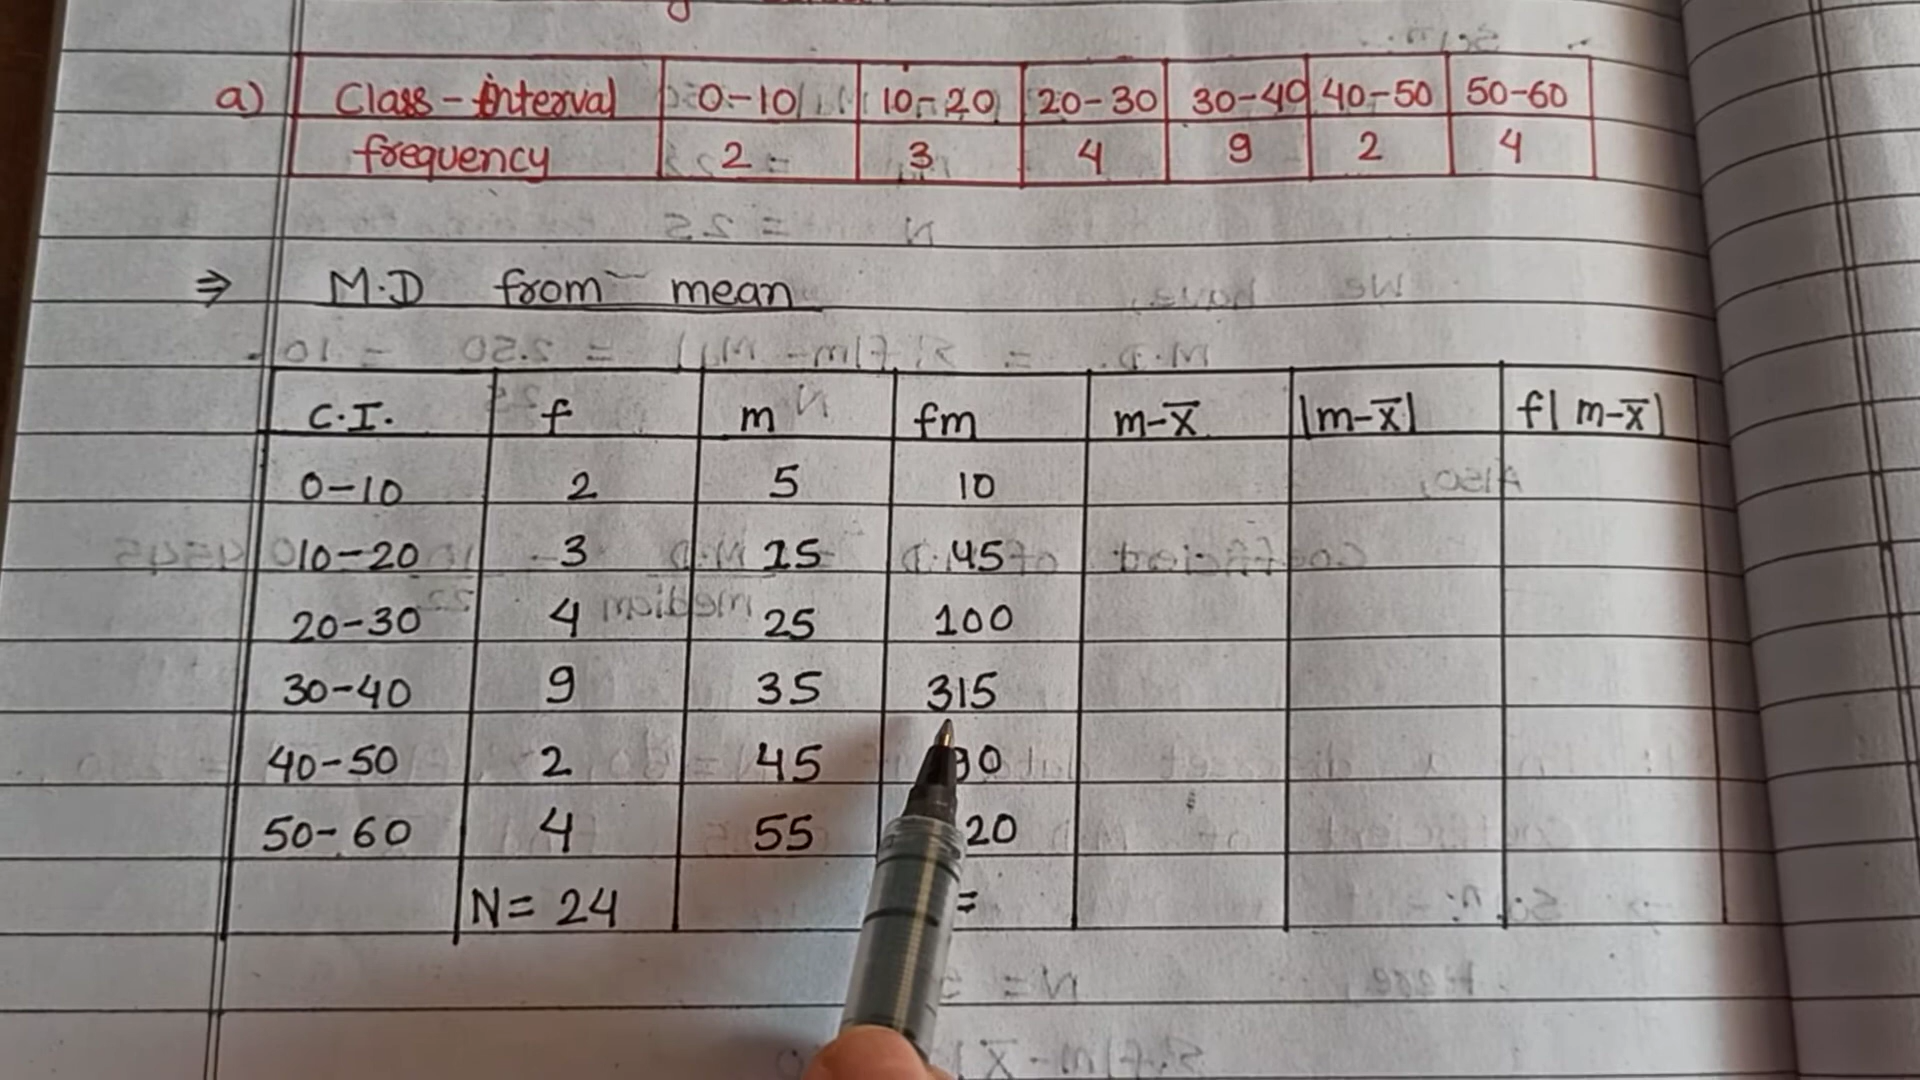 a) Class-interval 0-10 10-20 20-30 30-40 40-50 50-60
frequency 2 3 4 9 2 4
⇒ M.D from mean
C.I. f m fm m-x̅ |m-x̅| f|m-x̅|
0-10 2 5 10
10-20 3 15 45
20-30 4 25 100
30-40 9 35 315
40-50 2 45 90
50-60 4 55 20
N= 24 =